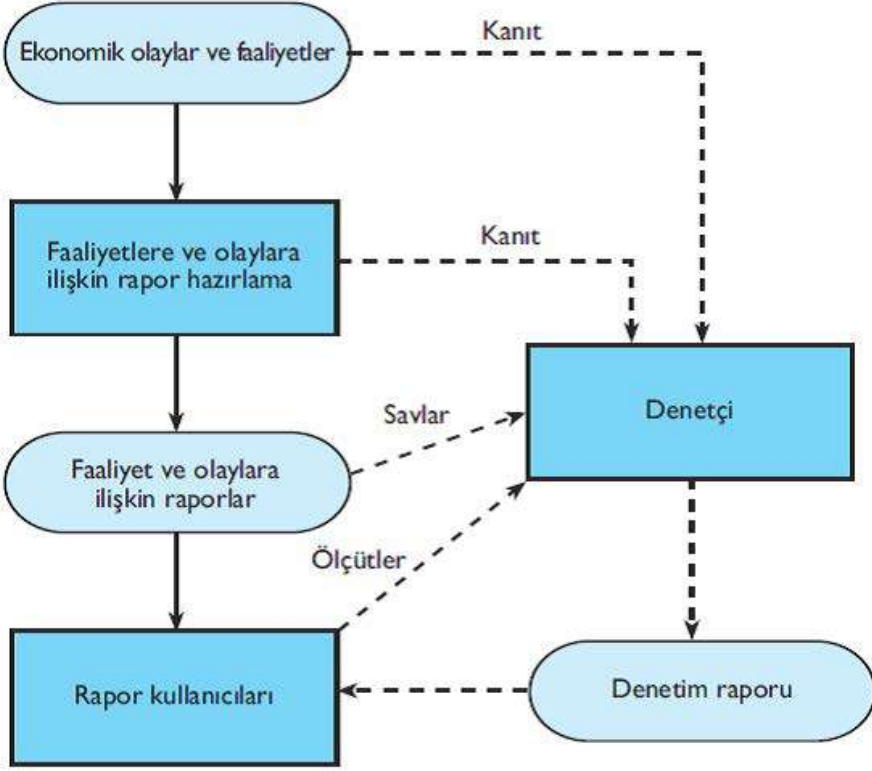 Ekonomik olaylar ve faaliyetler
Kanıt
Faaliyetlere ve olaylara
ilişkin rapor hazırlama
Kanıt
Denetçi
Savlar
Faaliyet ve olaylara
ilişkin raporlar
Ölçütler
Rapor kullanıcıları
Denetim raporu